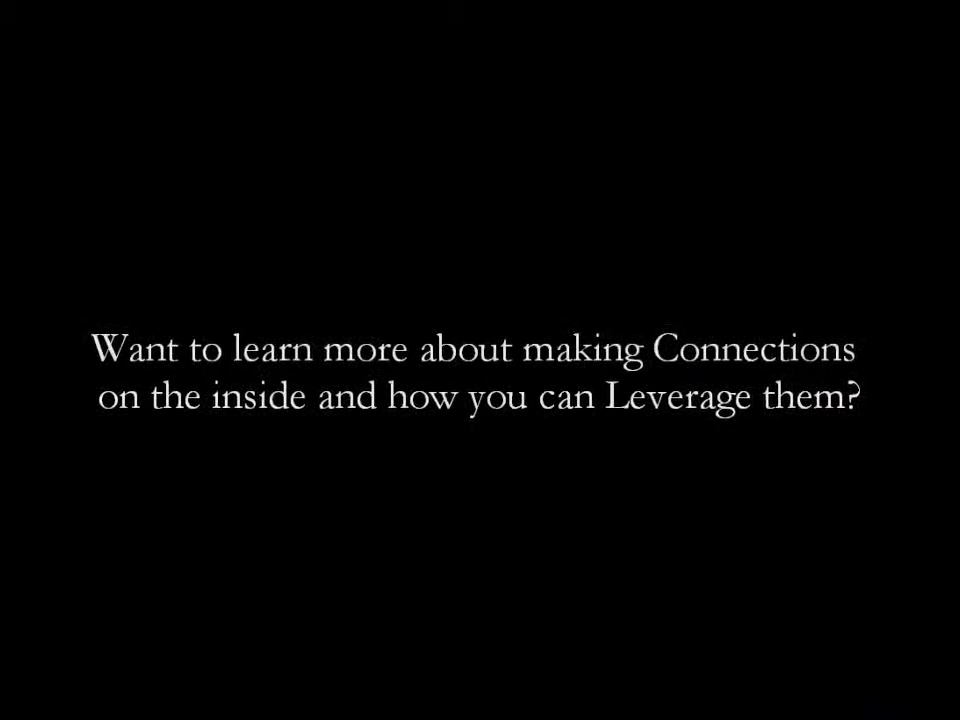 Want to learn more about making Connections
on the inside and how you can Leverage them?